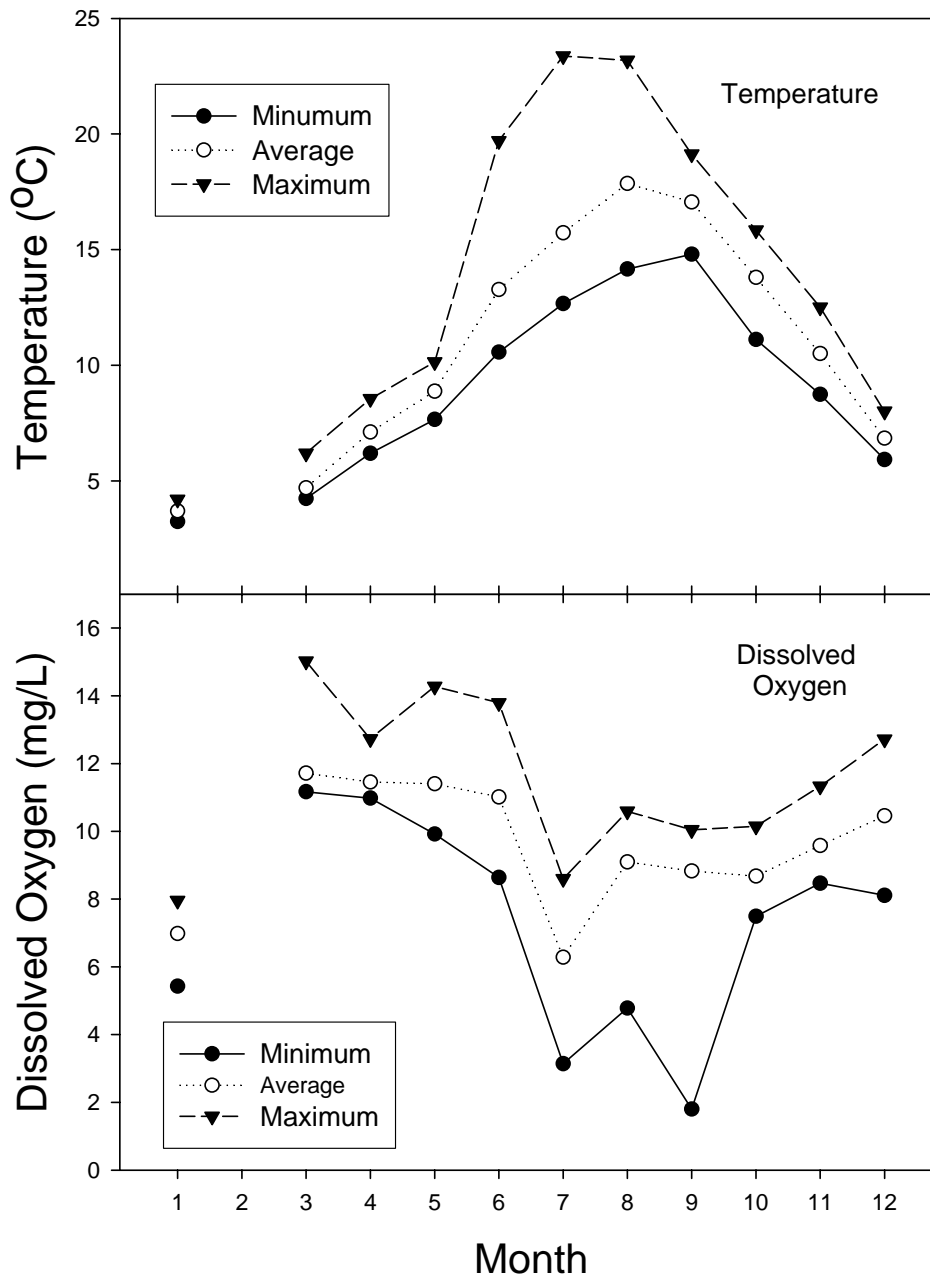 25
20
15
10
5
Temperature (ºC)
Temperature
Minumum
Average
Maximum
16
14
12
10
8
6
4
2
0
Dissolved Oxygen (mg/L)
Dissolved
Oxygen
Minimum
Average
Maximum
1 2 3 4 5 6 7 8 9 10 11 12
Month